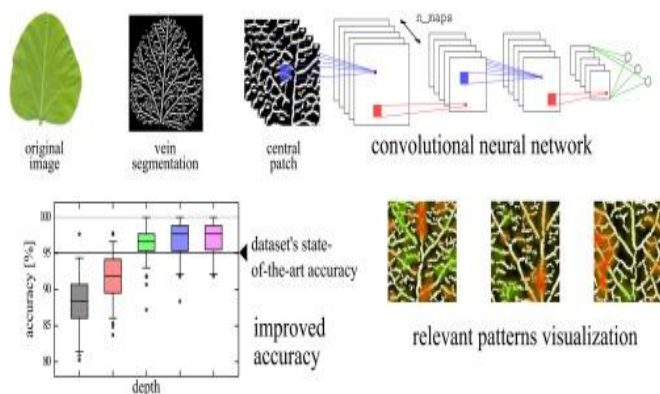 n_maps
original
image
vein
segmentation
central
patch
convolutional neural network
accuracy [%]
100
95
90
85
80
depth
dataset's state-
of-the-art accuracy
improved
accuracy
relevant patterns visualization